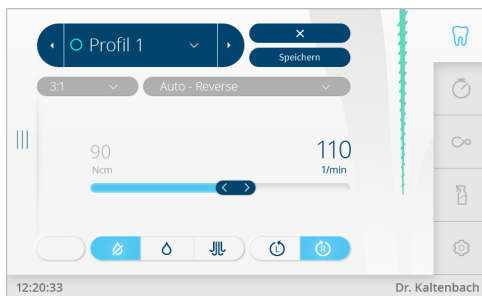 Profil 1
Speichern
3:1 Auto - Reverse
90 110
Ncm 1/min
L R
12:20:33 Dr. Kaltenbach